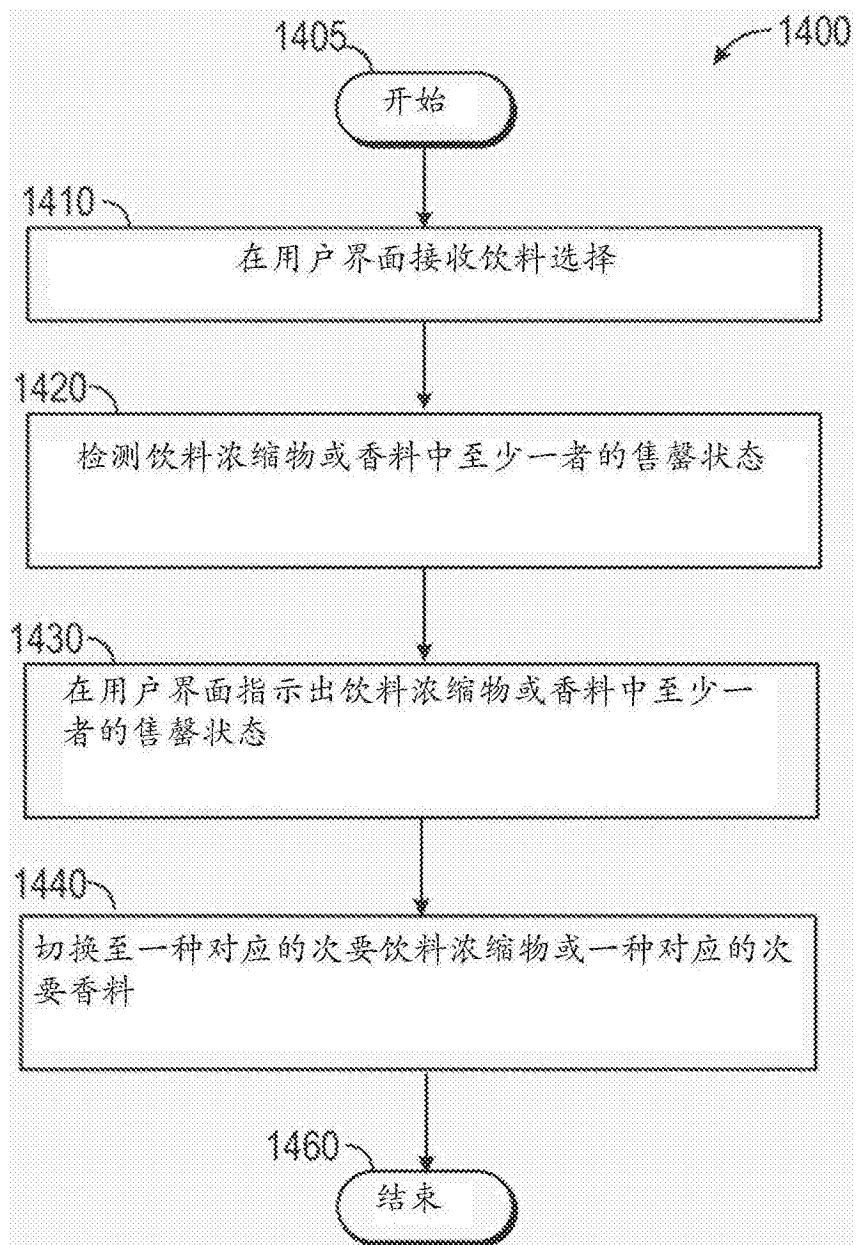 1405
1400
开始
1410
在用户界面接收饮料选择
1420
检测饮料浓缩物或香料中至少一者的售罄状态
1430
在用户界面指示出饮料浓缩物或香料中至少一
者的售罄状态
1440
切换至一种对应的次要饮料浓缩物或一种对应的次
要香料
1460
结束